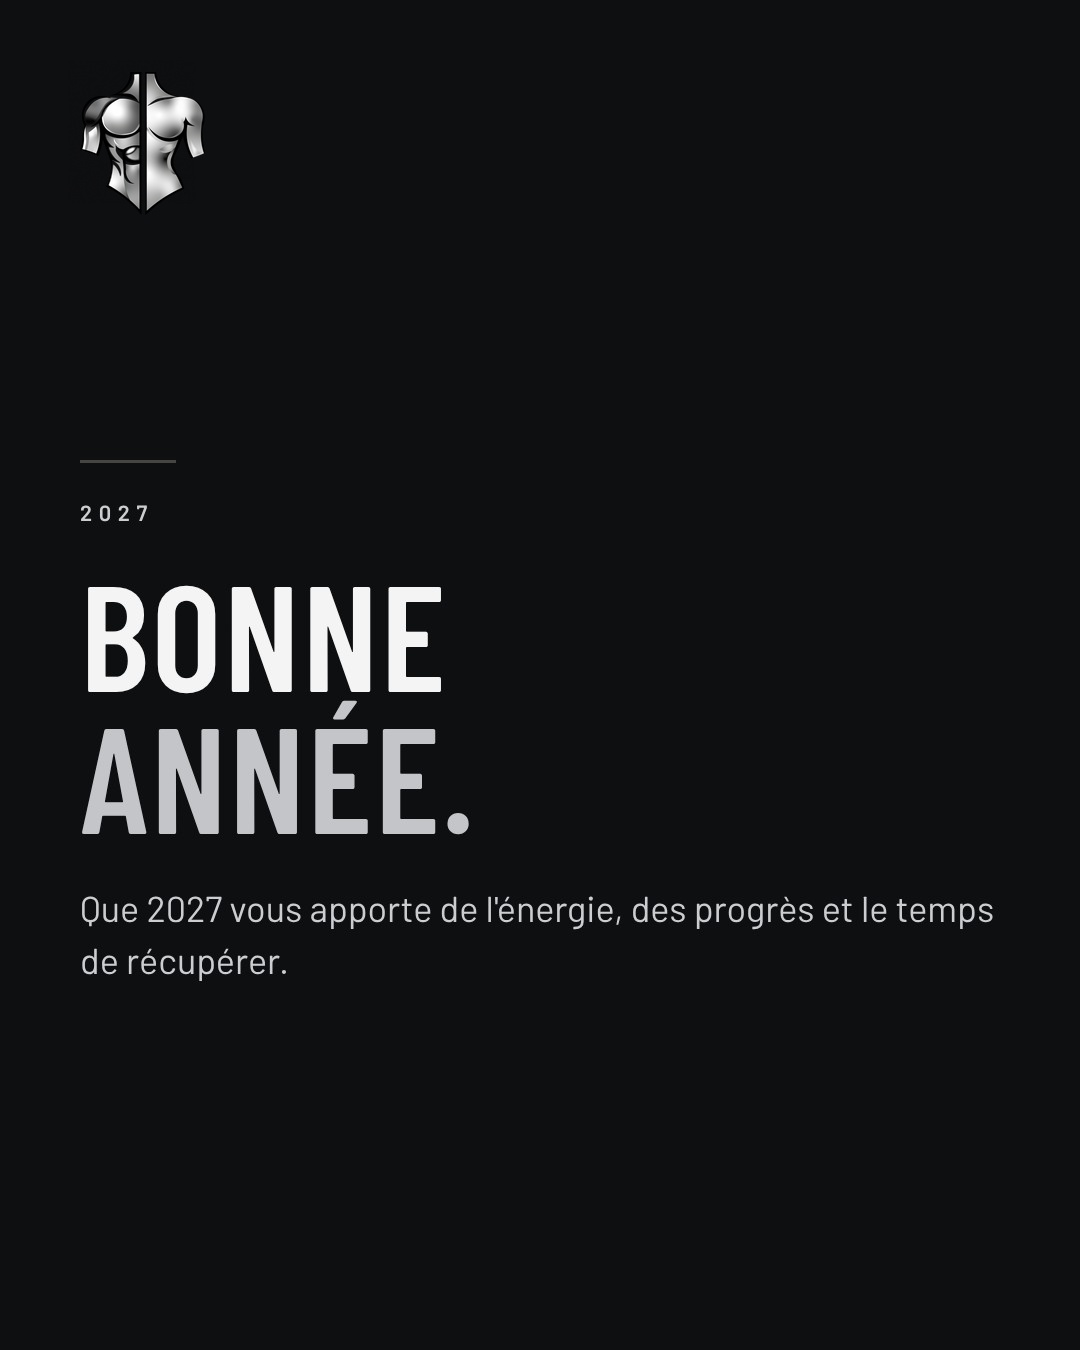 2027
BONNE
ANNÉE.
Que 2027 vous apporte de l'énergie, des progrès et le temps
de récupérer.